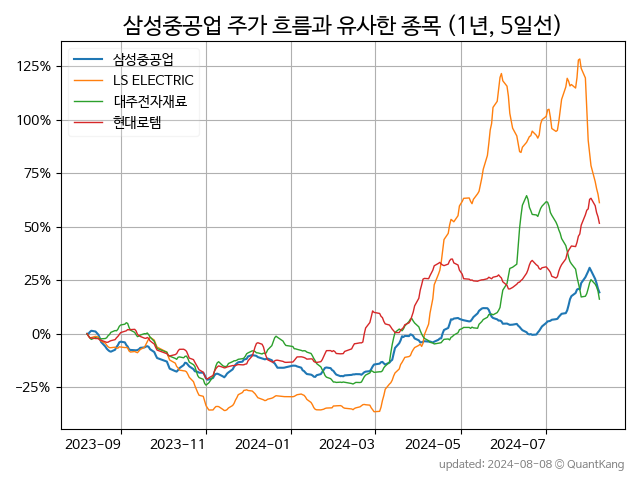 삼성중공업 주가 흐름과 유사한 종목 (1년, 5일선)
삼성중공업
LS ELECTRIC
대주전자재료
현대로템
125%
100%
75%
50%
25%
0%
−25%
2023-09 2023-11 2024-01 2024-03 2024-05 2024-07
updated: 2024-08-08 © QuantKang